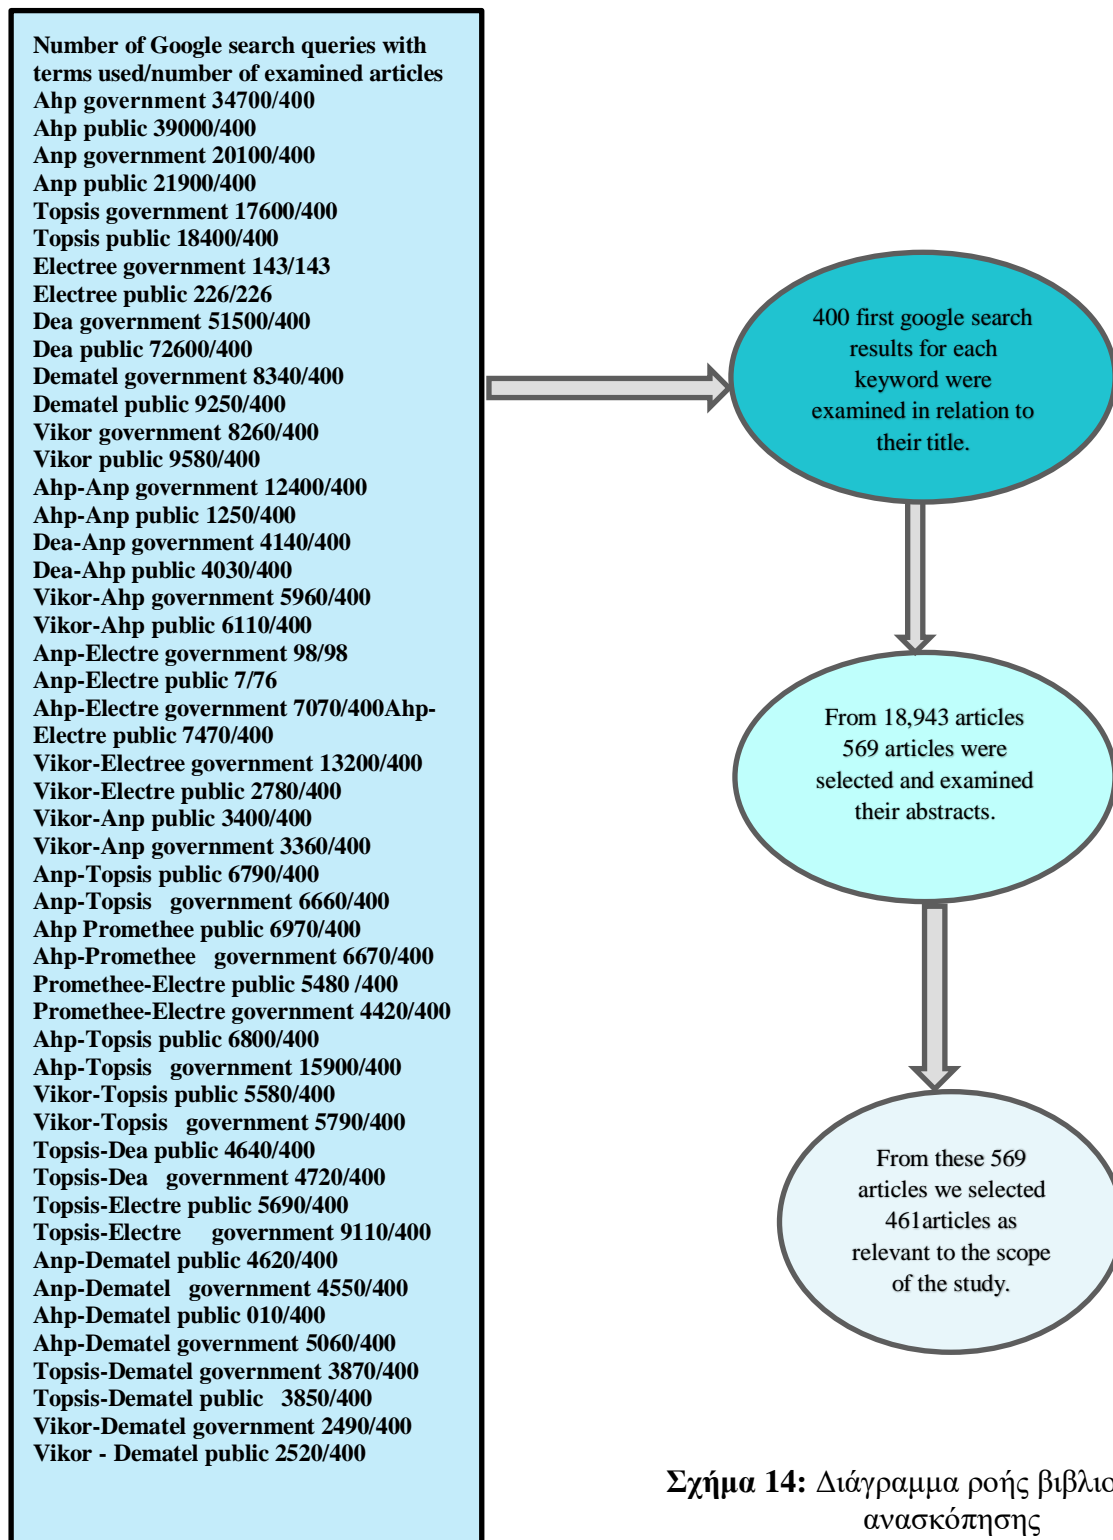 Number of Google search queries with
terms used/number of examined articles
Ahp government 34700/400
Ahp public 39000/400
Anp government 20100/400
Anp public 21900/400
Topsis government 17600/400
Topsis public 18400/400
Electree government 143/143
Electree public 226/226
Dea government 51500/400
Dea public 72600/400
Dematel government 8340/400
Dematel public 9250/400
Vikor government 8260/400
Vikor public 9580/400
Ahp-Anp government 12400/400
Ahp-Anp public 1250/400
Dea-Anp government 4140/400
Dea-Ahp public 4030/400
Vikor-Ahp government 5960/400
Vikor-Ahp public 6110/400
Anp-Electre government 98/98
Anp-Electre public 7/76
Ahp-Electre government 7070/400Ahp-
Electre public 7470/400
Vikor-Electree government 13200/400
Vikor-Electre public 2780/400
Vikor-Anp public 3400/400
Vikor-Anp government 3360/400
Anp-Topsis public 6790/400
Anp-Topsis government 6660/400
Ahp Promethee public 6970/400
Ahp-Promethee government 6670/400
Promethee-Electre public 5480 /400
Promethee-Electre government 4420/400
Ahp-Topsis public 6800/400
Ahp-Topsis government 15900/400
Vikor-Topsis public 5580/400
Vikor-Topsis government 5790/400
Topsis-Dea public 4640/400
Topsis-Dea government 4720/400
Topsis-Electre public 5690/400
Topsis-Electre government 9110/400
Anp-Dematel public 4620/400
Anp-Dematel government 4550/400
Ahp-Dematel public 010/400
Ahp-Dematel government 5060/400
Topsis-Dematel government 3870/400
Topsis-Dematel public 3850/400
Vikor-Dematel government 2490/400
Vikor - Dematel public 2520/400
400 first google search
results for each
keyword were
examined in relation to
their title.
From 18,943 articles
569 articles were
selected and examined
their abstracts.
From these 569
articles we selected
461articles as
relevant to the scope
of the study.
Σχήμα 14: Διάγραμμα ροής βιβλιο
ανασκόπησης